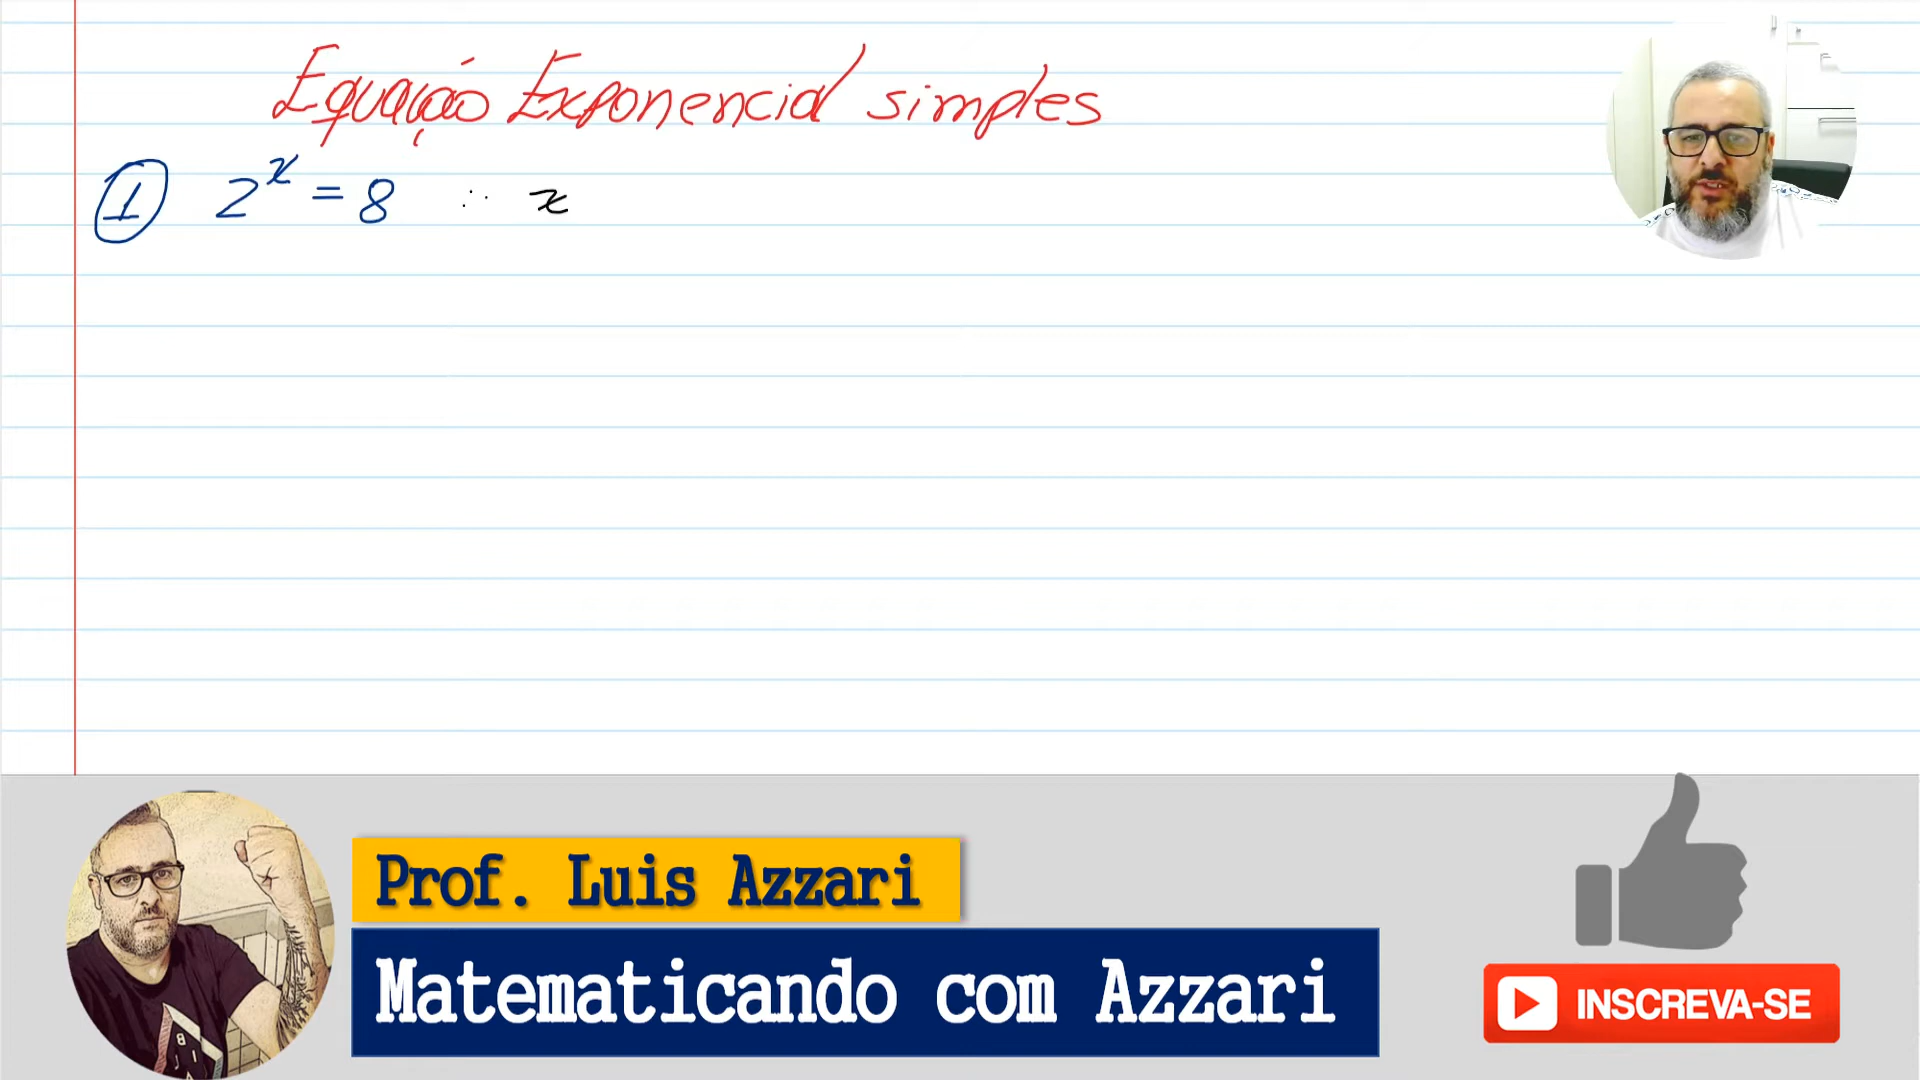 Equação Exponencial simples
1 2^x = 8 ∴ x
Prof. Luis Azzari
Matematicando com Azzari
INSCREVA-SE